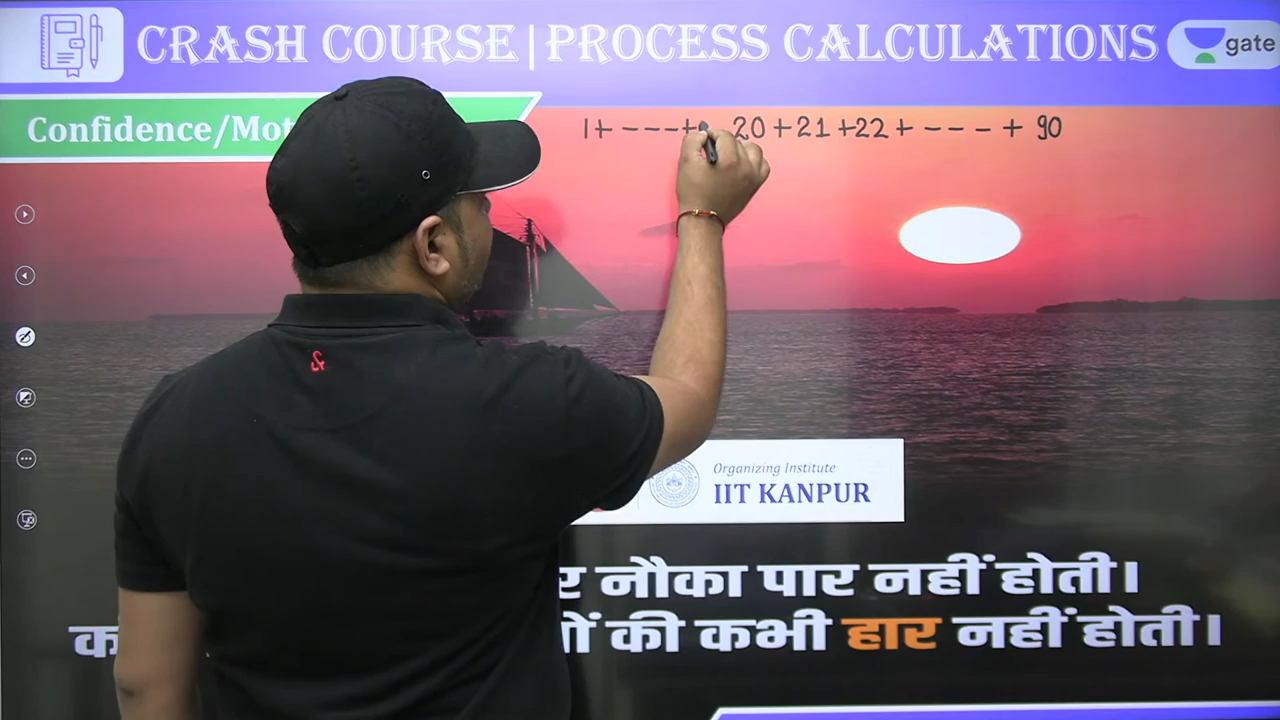 CRASH COURSE|PROCESS CALCULATIONS
gate
Confidence/Mot
1+ ---+ 20+21+22+ ---- + 90
Organizing Institute
IIT KANPUR
र नौका पार नहीं होती।
की कभी हार नहीं होती।